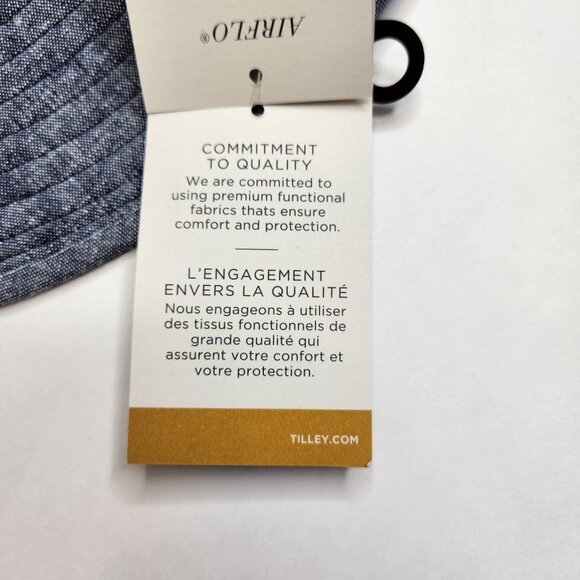 AIRFLO®
COMMITMENT
TO QUALITY
We are committed to
using premium functional
fabrics thats ensure
comfort and protection.
L'ENGAGEMENT
ENVERS LA QUALITÉ
Nous engageons à utiliser
des tissus fonctionnels de
grande qualité qui
assurent votre confort et
votre protection.
TILLEY.COM